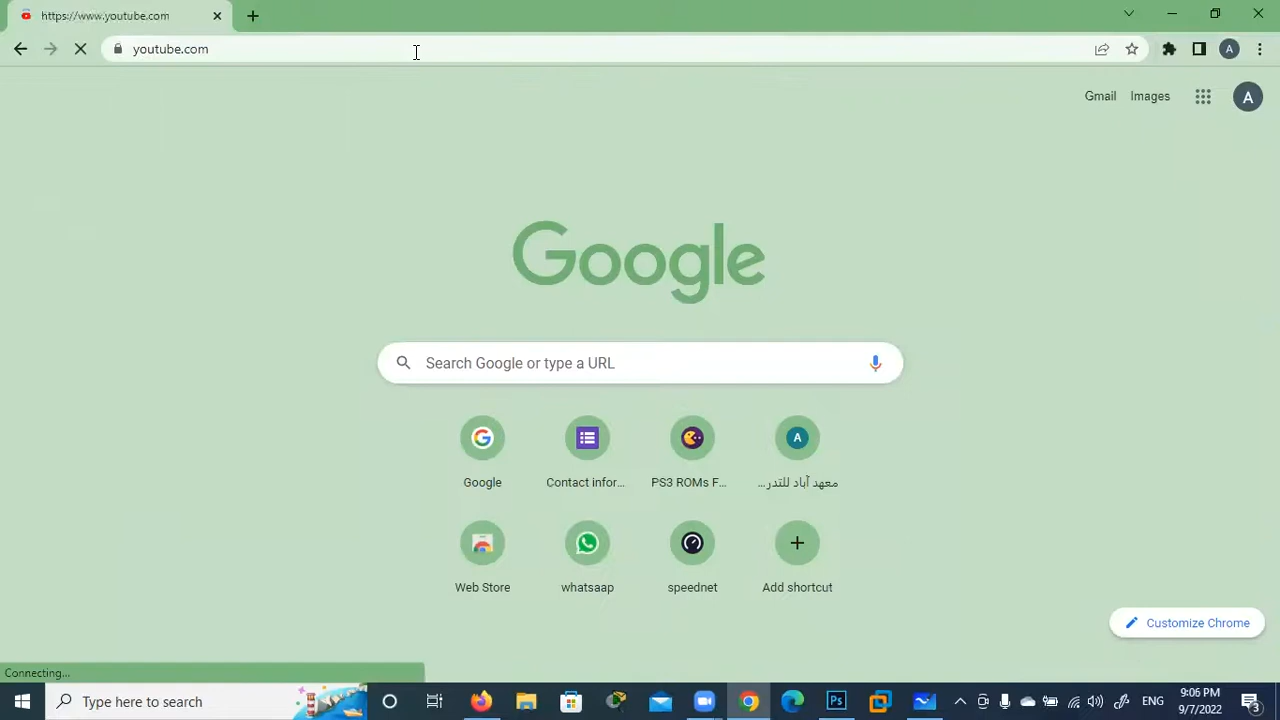 https://www.youtube.com
youtube.com
Gmail
Images
A
Google
Search Google or type a URL
A
Google
Contact infor...
PS3 ROMs F...
معهد آباد للتدر...
Web Store
whatsaap
speednet
Add shortcut
Customize Chrome
Connecting...
Type here to search
Ps
ENG
9:06 PM
9/7/2022
3